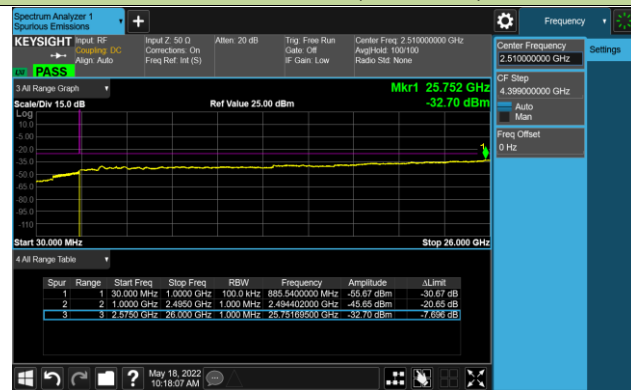 Spectrum Analyzer 1
Spurious Emissions
Frequency
KEYSIGHT Input: RF
Coupling: DC
Align: Auto
Input Z: 50 Ω
Corrections: On
Freq Ref: Int (S)
Atten: 20 dB
Trig: Free Run
Gate: Off
IF Gain: Low
Center Freq: 2.510000000 GHz
Avg|Hold: 100/100
Radio Std: None
PASS
Center Frequency
2.510000000 GHz
Settings
CF Step
4.399000000 GHz
Auto
Man
Freq Offset
0 Hz
3 All Range Graph
Mkr1 25.752 GHz
Scale/Div 15.0 dB
Ref Value 25.00 dBm
-32.70 dBm
Log
10.0
-5.00
-20.0
-35.0
-50.0
-65.0
-80.0
-95.0
-110
1
Start 30.000 MHz
Stop 26.000 GHz
4 All Range Table
Spur Range Start Freq Stop Freq RBW Frequency Amplitude ΔLimit
1 1 30.000 MHz 1.0000 GHz 100.0 kHz 885.5400000 MHz -55.67 dBm -30.67 dB
2 2 1.0000 GHz 2.4950 GHz 1.000 MHz 2.494402000 GHz -45.65 dBm -20.65 dB
3 3 2.5750 GHz 26.000 GHz 1.000 MHz 25.75169500 GHz -32.70 dBm -7.696 dB
?
May 18, 2022
10:18:07 AM